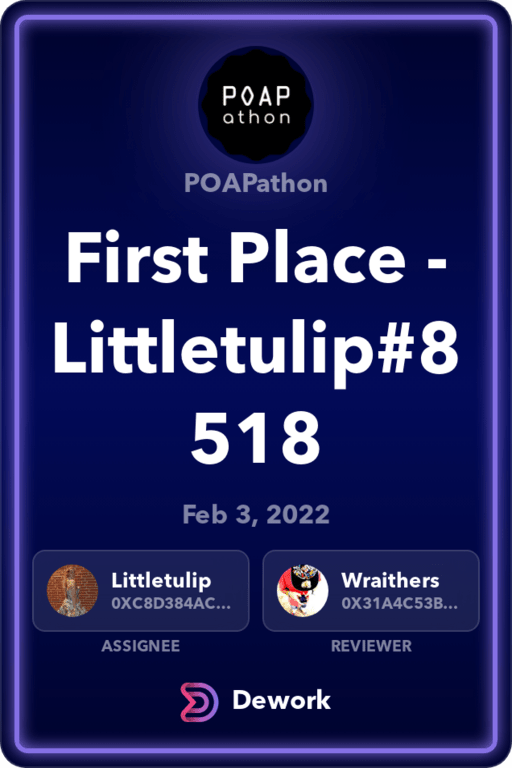 POAP
athon
POAPathon
First Place -
Littletulip#8
518
Feb 3, 2022
Littletulip
0XC8D384AC...
Wraithers
0X31A4C53B...
ASSIGNEE
REVIEWER
Dework